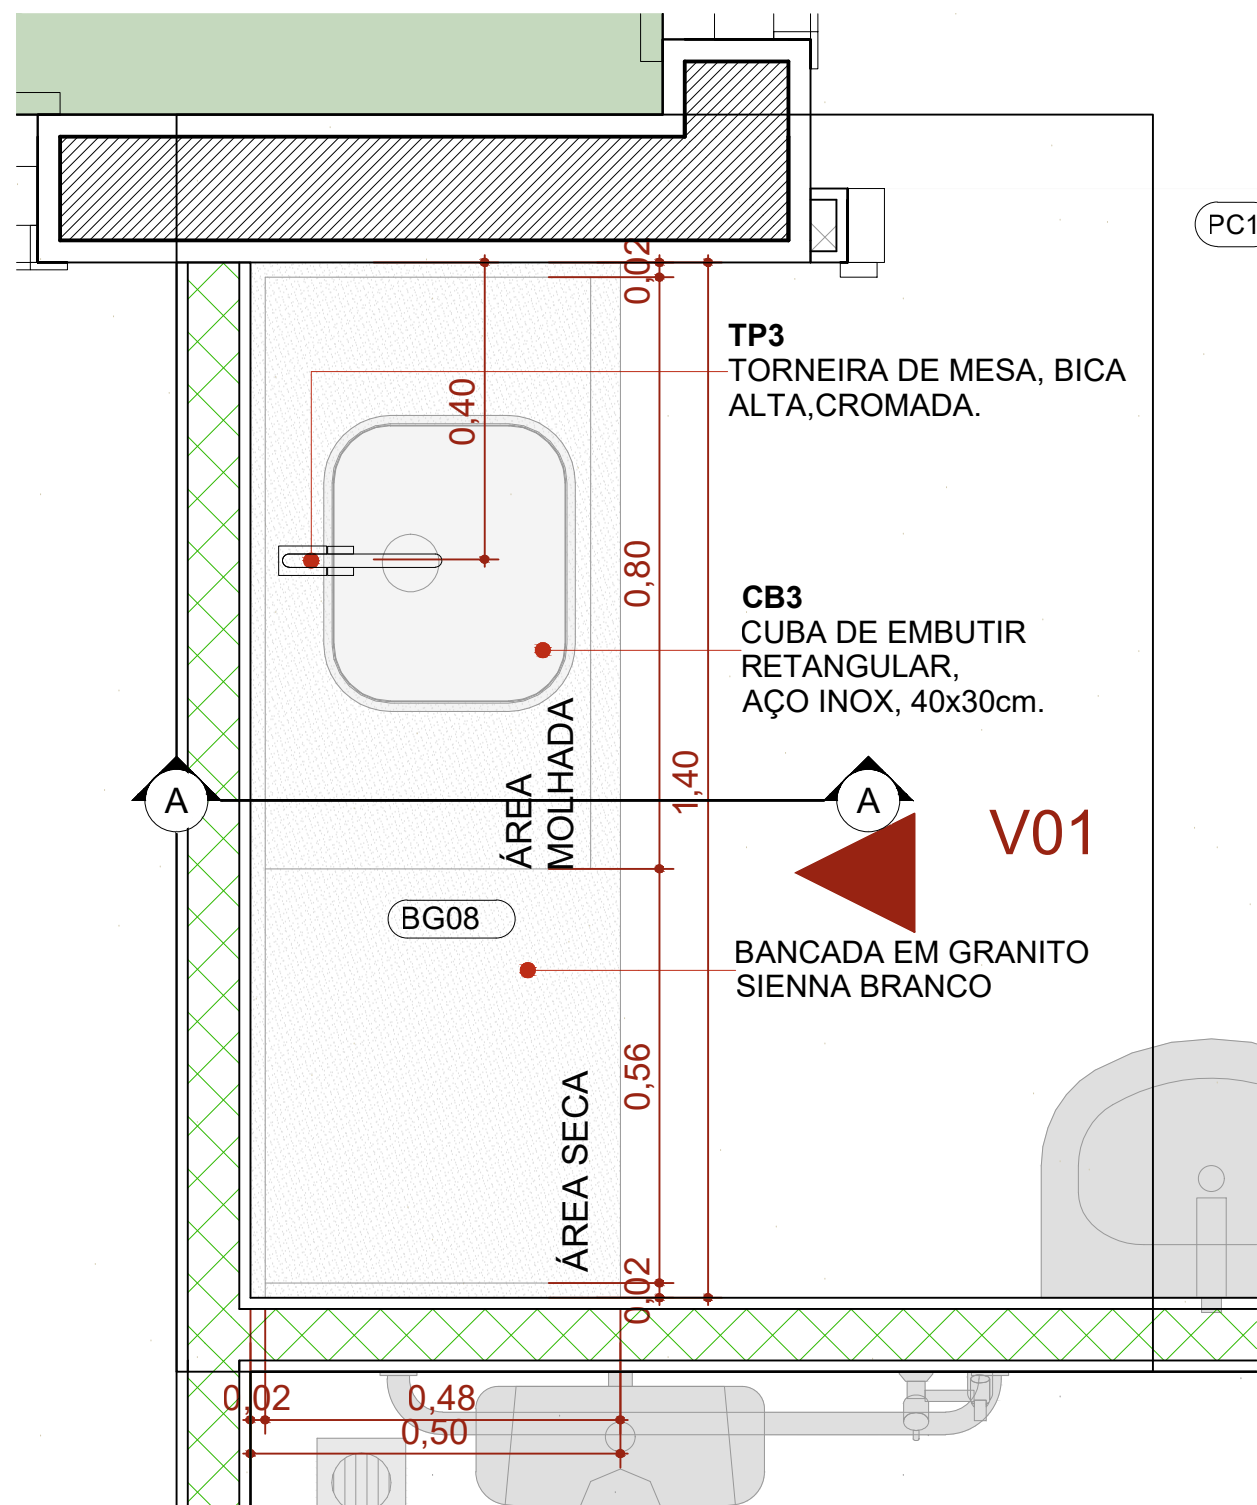 PC1
0,02
TP3
TORNEIRA DE MESA, BICA
ALTA,CROMADA.
0,40
0,80
CB3
CUBA DE EMBUTIR
RETANGULAR,
AÇO INOX, 40x30cm.
ÁREA
MOLHADA
1,40
A
A
V01
BG08
BANCADA EM GRANITO
SIENNA BRANCO
0,56
ÁREA SECA
0,02
0,02
0,48
0,50